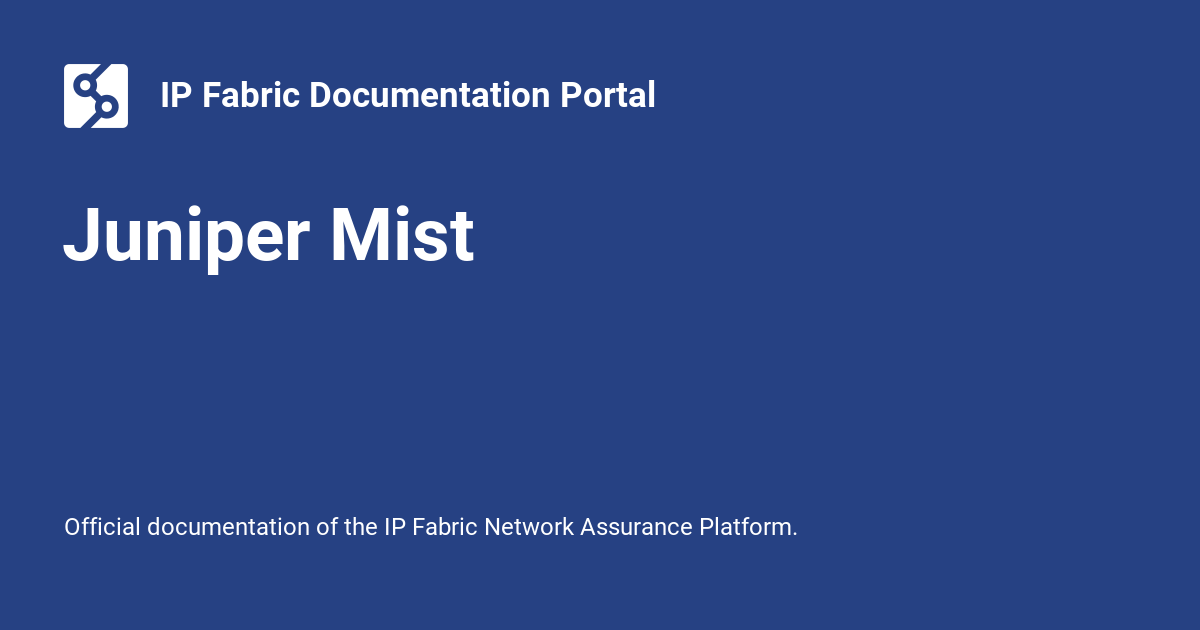 IP Fabric Documentation Portal
Juniper Mist
Official documentation of the IP Fabric Network Assurance Platform.